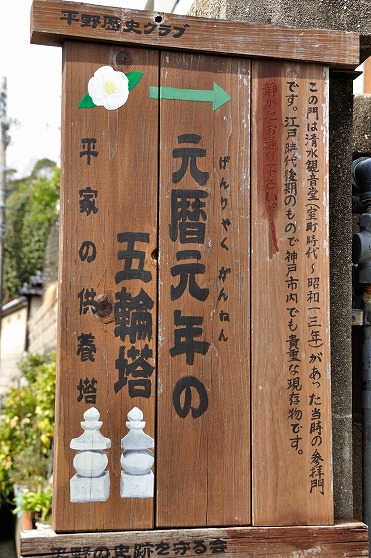 平野歴史クラブ
この門は清水観音堂(室町時代～昭和一三年)があった当時の参拝門
です。江戸時代後期のもので神戸市内でも貴重な現存物です。
静かにお通り下さい。
げんりゃくがんねん
元暦元年の
五輪塔
平家の供養塔
平野の史跡を守る会